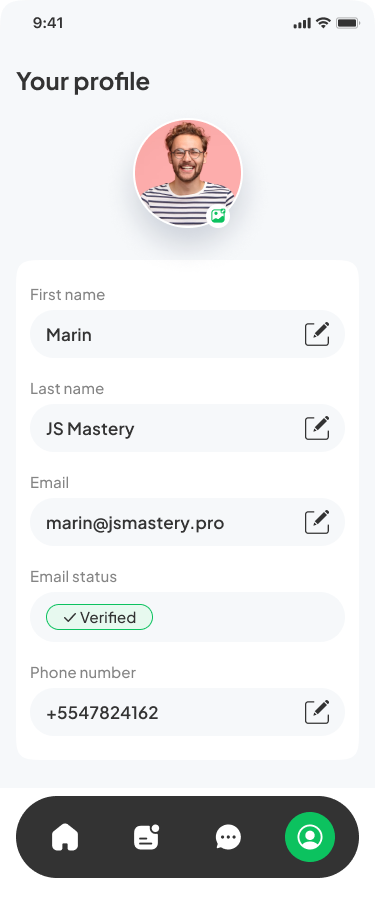 9:41
Your profile
First name
Marin
Last name
JS Mastery
Email
marin@jsmastery.pro
Email status
Verified
Phone number
+5547824162